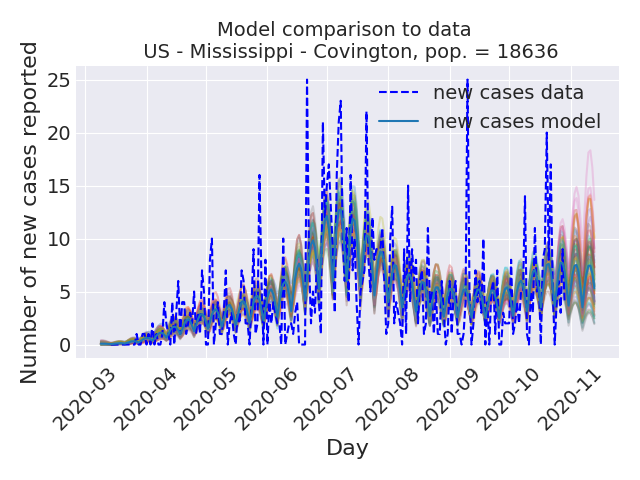 Model comparison to data
US - Mississippi - Covington, pop. = 18636
Number of new cases reported
25
20
15
10
5
0
new cases data
new cases model
2020-03
2020-04
2020-05
2020-06
2020-07
2020-08
2020-09
2020-10
2020-11
Day